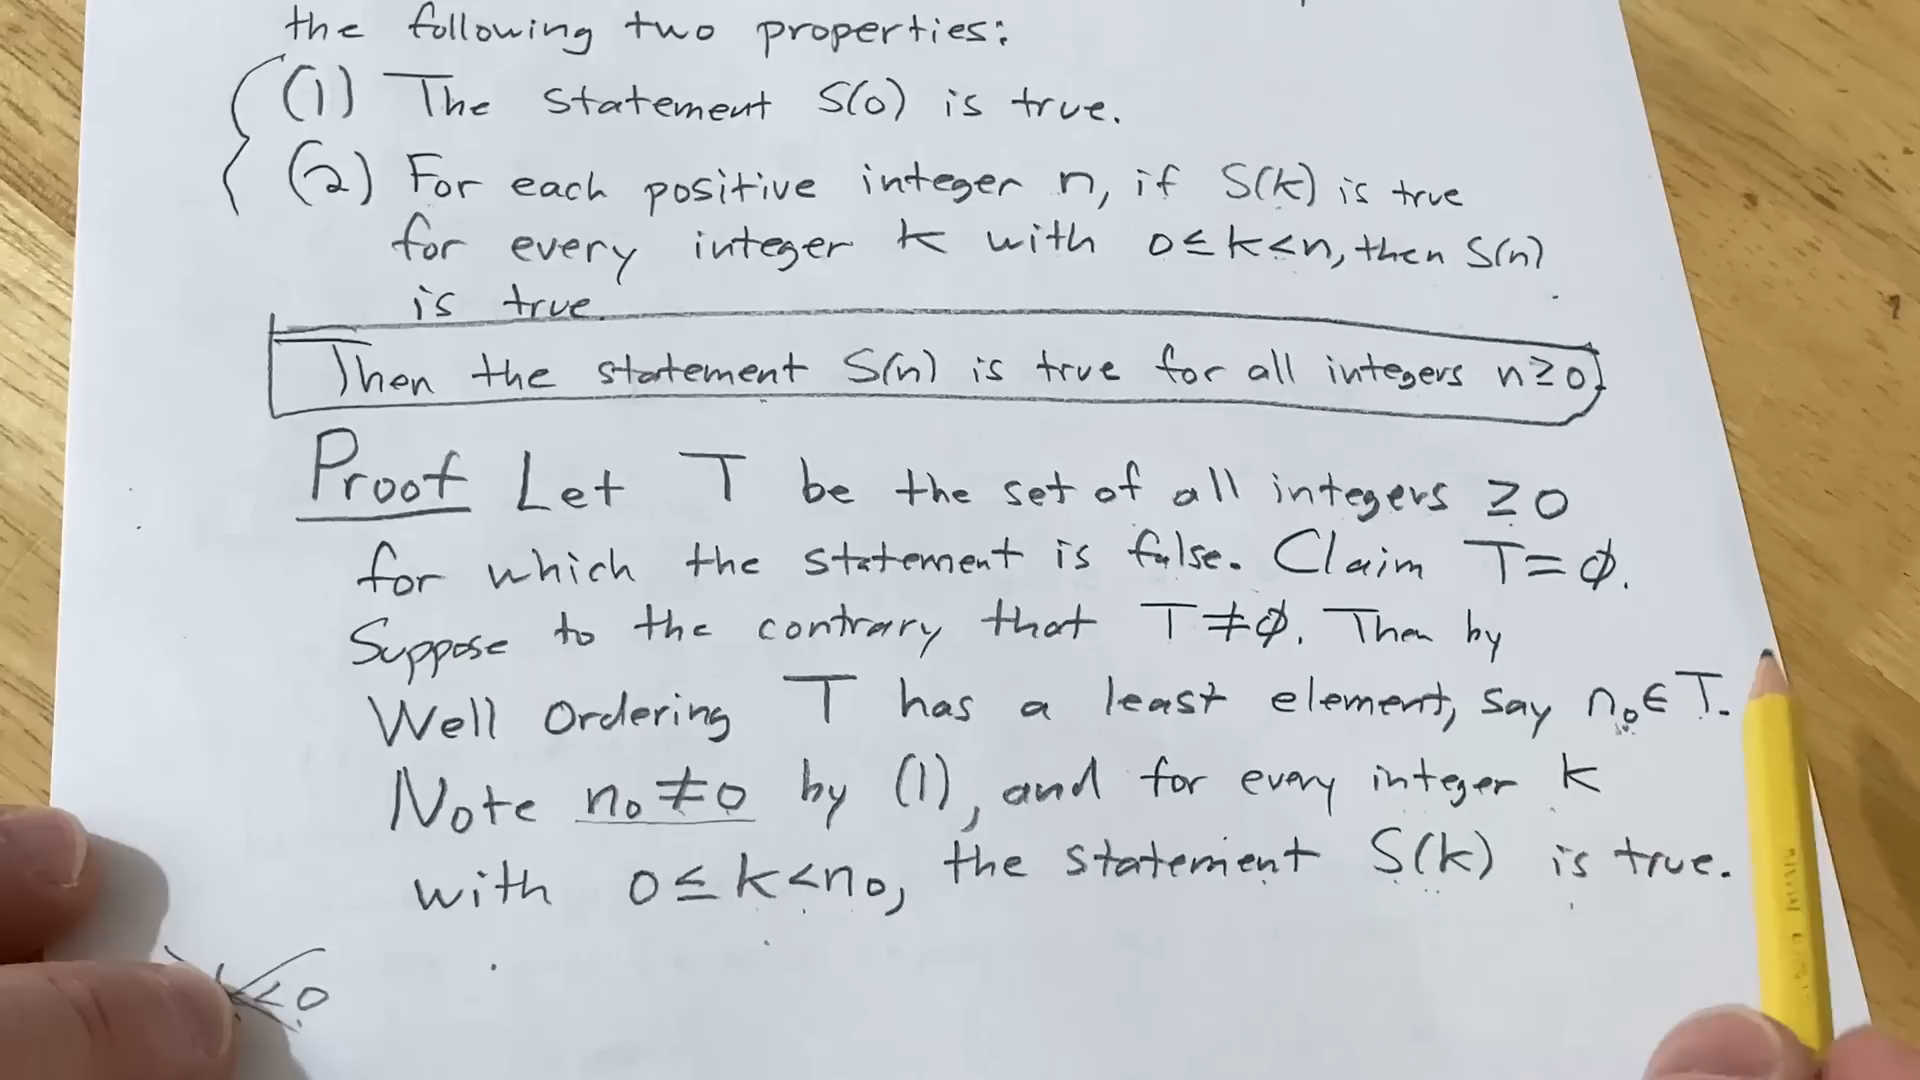 the following two properties:
(1) The statement S(0) is true.
(2) For each positive integer n, if S(k) is true
for every integer k with 0≤k<n, then S(n)
is true.
Then the statement S(n) is true for all integers n≥0.
Proof Let T be the set of all integers ≥0
for which the statement is false. Claim T=∅.
Suppose to the contrary that T≠∅. Then by
Well Ordering T has a least element, say n₀∈T.
Note n₀≠0 by (1), and for every integer k
with 0≤k<n₀, the statement S(k) is true.
<0